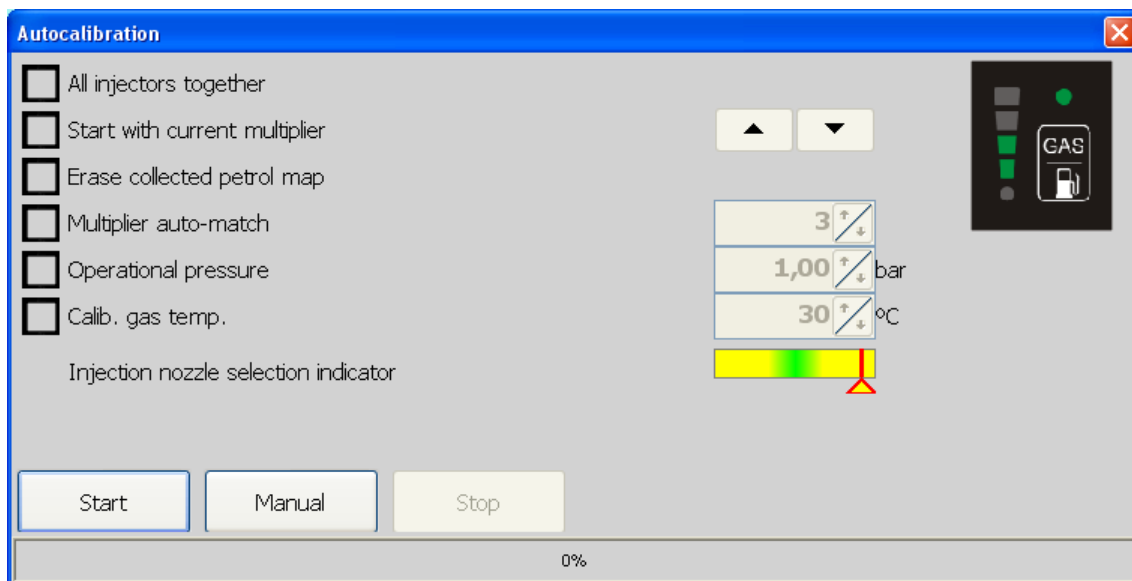 Autocalibration
All injectors together
Start with current multiplier
Erase collected petrol map
Multiplier auto-match 3
Operational pressure 1,00 bar
Calib. gas temp. 30 ºC
Injection nozzle selection indicator
GAS
Start Manual Stop
0%